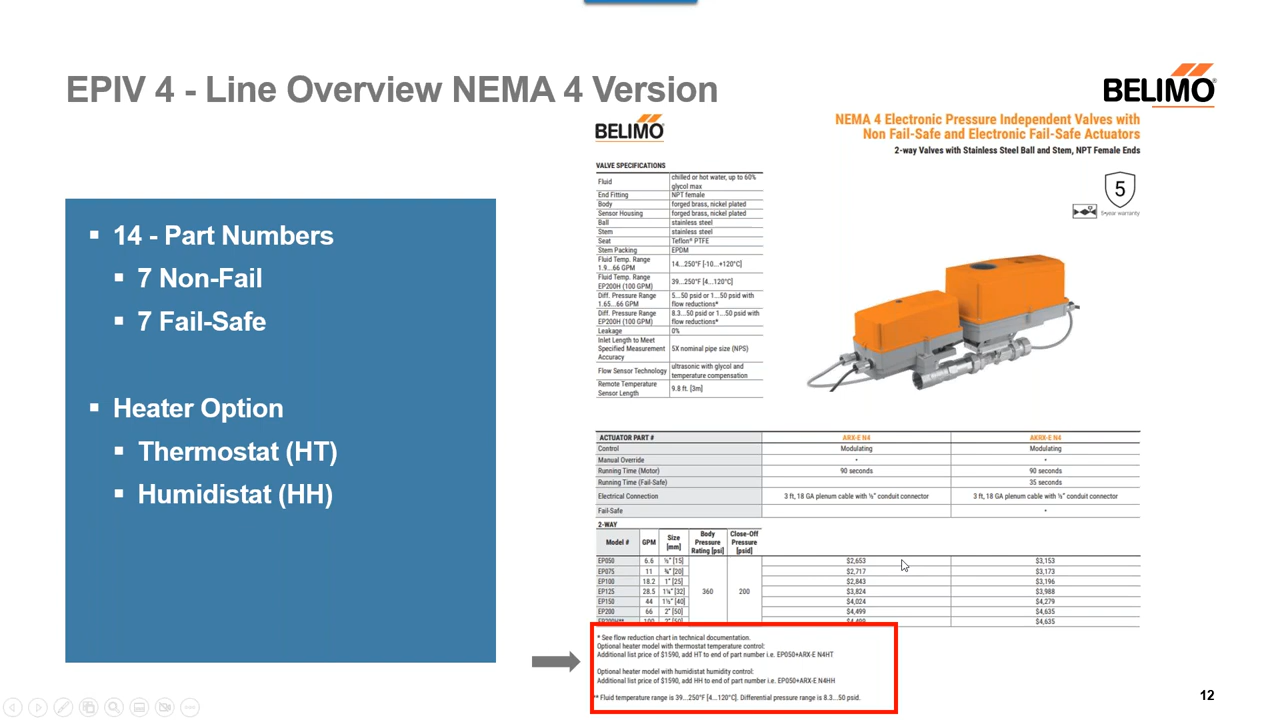 EPIV 4 - Line Overview NEMA 4 Version
BELIMO
14 - Part Numbers
7 Non-Fail
7 Fail-Safe
Heater Option
Thermostat (HT)
Humidistat (HH)
BELIMO
NEMA 4 Electronic Pressure Independent Valves with
Non Fail-Safe and Electronic Fail-Safe Actuators
2-way Valves with Stainless Steel Ball and Stem, NPT Female Ends
5
5-year warranty
VALVE SPECIFICATIONS
Fluid chilled or hot water, up to 60%
glycol max
End Fitting NPT female
Body forged brass, nickel plated
Sensor Housing forged brass, nickel plated
Ball stainless steel
Stem stainless steel
Seat Teflon® PTFE
Stem Packing EPDM
Fluid Temp. Range
1.9...66 GPM 14...250°F [-10...+120°C]
Fluid Temp. Range
EP200H (100 GPM) 39...250°F [4...120°C]
Diff. Pressure Range 5...50 psid or 1...50 psid with
1.65...66 GPM flow reductions*
Diff. Pressure Range 8.3...50 psid or 1...50 psid with
EP200H (100 GPM) flow reductions*
Leakage 0%
Inlet Length to Meet
Specified Measurement 5X nominal pipe size (NPS)
Accuracy
Flow Sensor Technology ultrasonic with glycol and
temperature compensation
Remote Temperature
Sensor Length 9.8 ft. [3m]
ACTUATOR PART # ARX-E N4 AKRX-E N4
Control Modulating Modulating
Manual Override • •
Running Time (Motor) 90 seconds 90 seconds
Running Time (Fail-Safe) 35 seconds
Electrical Connection 3 ft, 18 GA plenum cable with ½" conduit connector 3 ft, 18 GA plenum cable with ½" conduit connector
Fail-Safe •
2-WAY
Model # GPM Size [mm] Body Pressure Rating [psi] Close-Off Pressure [psid]
EP050 6.6 ½" [15] $2,653 $3,153
EP075 11 ¾" [20] $2,717 $3,173
EP100 18.2 1" [25] $2,843 $3,196
EP125 28.5 1¼" [32] 360 200 $3,824 $3,988
EP150 44 1½" [40] $4,024 $4,279
EP200 66 2" [50] $4,499 $4,635
EP200H** 100 2" [50] $4,499 $4,635
* See flow reduction chart in technical documentation.
Optional heater model with thermostat temperature control:
Additional list price of $1590, add HT to end of part number i.e. EP050+ARX-E N4HT
Optional heater model with humidistat humidity control:
Additional list price of $1590, add HH to end of part number i.e. EP050+ARX-E N4HH
** Fluid temperature range is 39...250°F [4...120°C]. Differential pressure range is 8.3...50 psid.
12